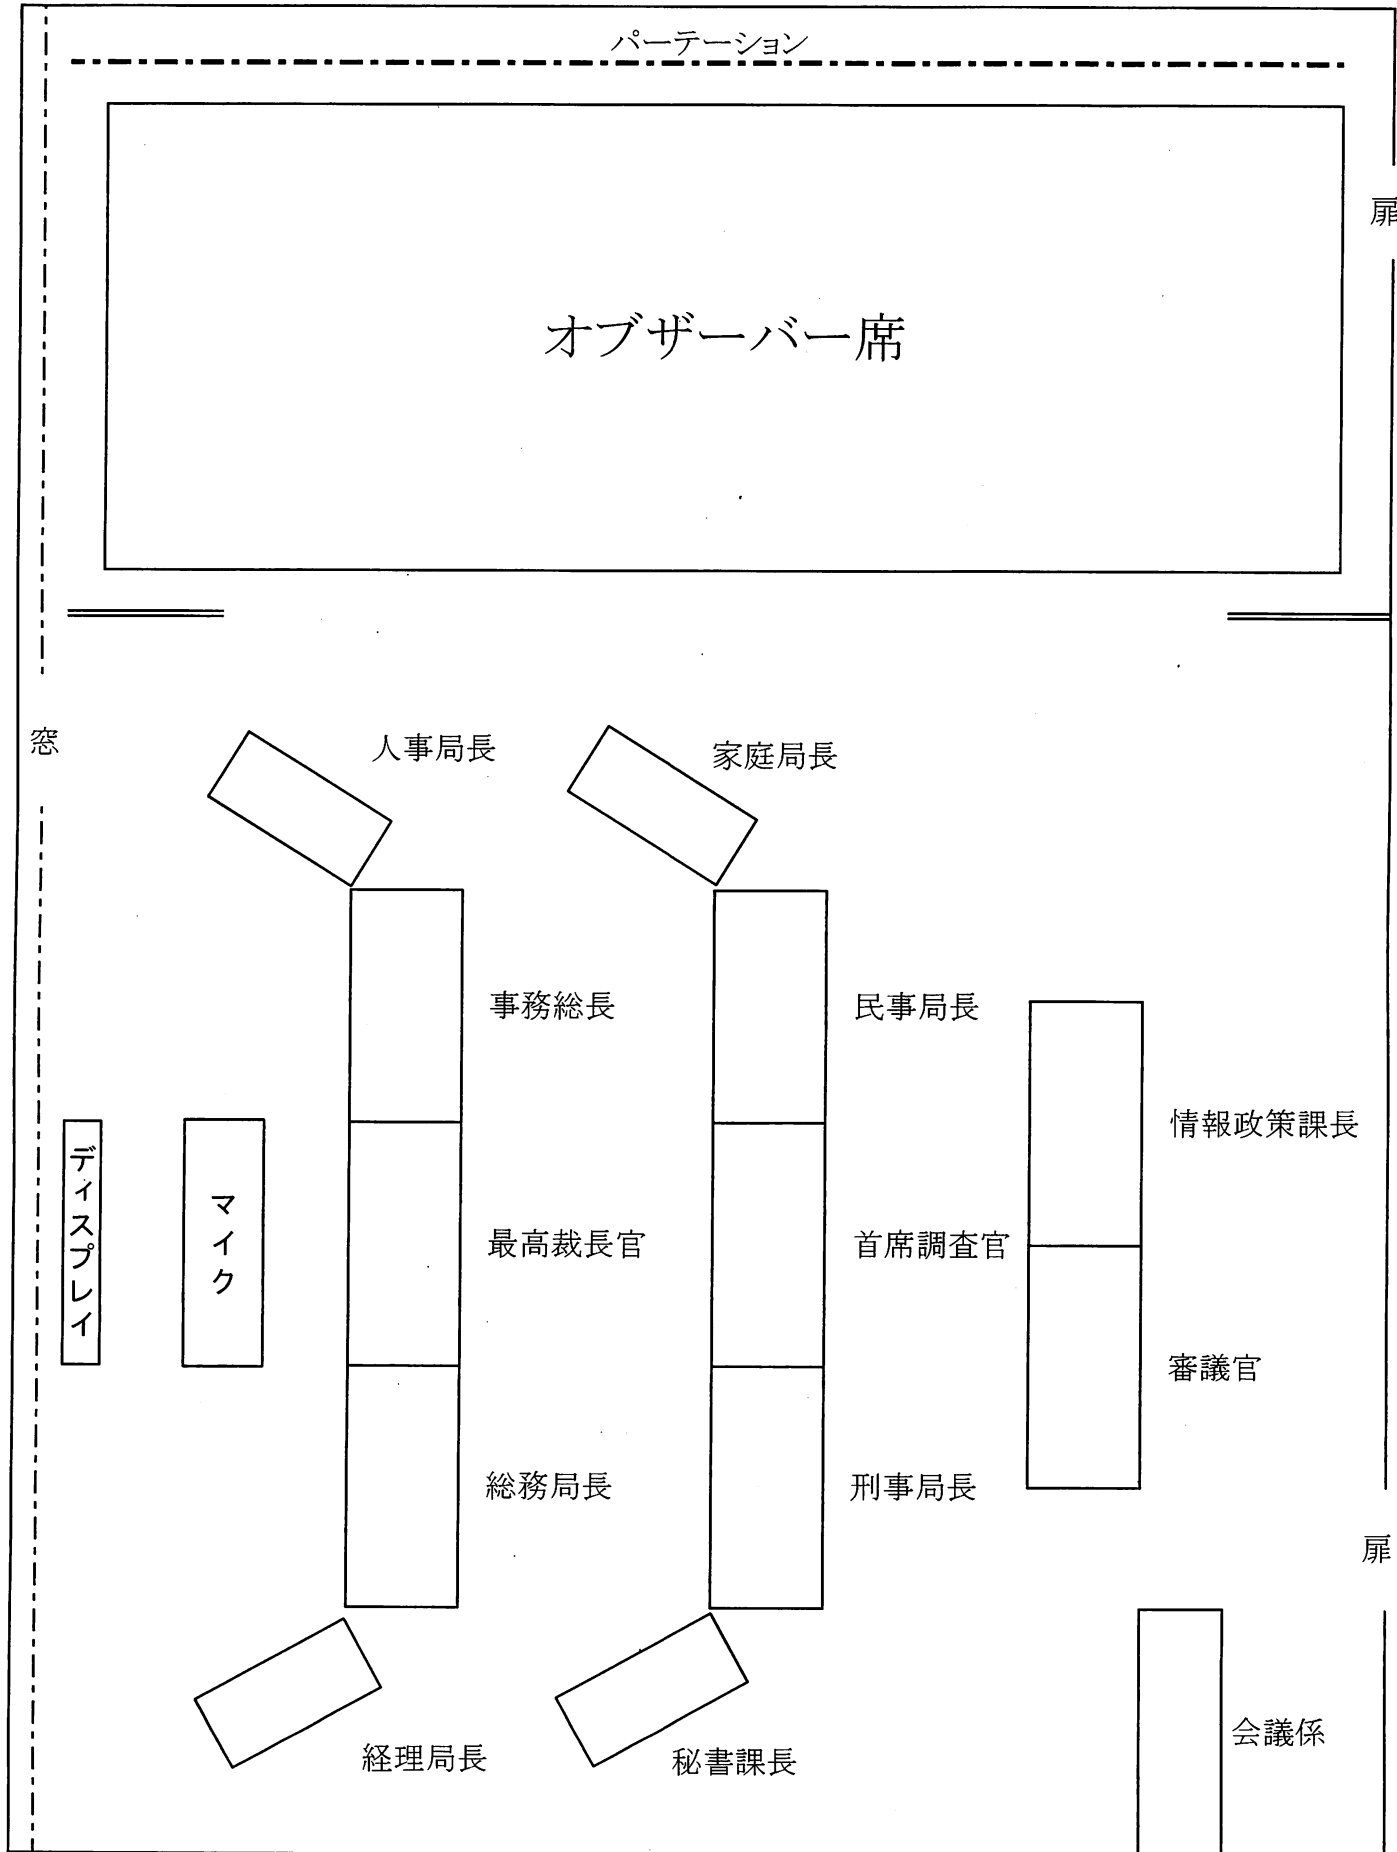 パーテーション
扉
オブザーバー席
窓
人事局長
家庭局長
事務総長
民事局長
情報政策課長
ディスプレイ
マイク
最高裁長官
首席調査官
審議官
総務局長
刑事局長
扉
経理局長
秘書課長
会議係